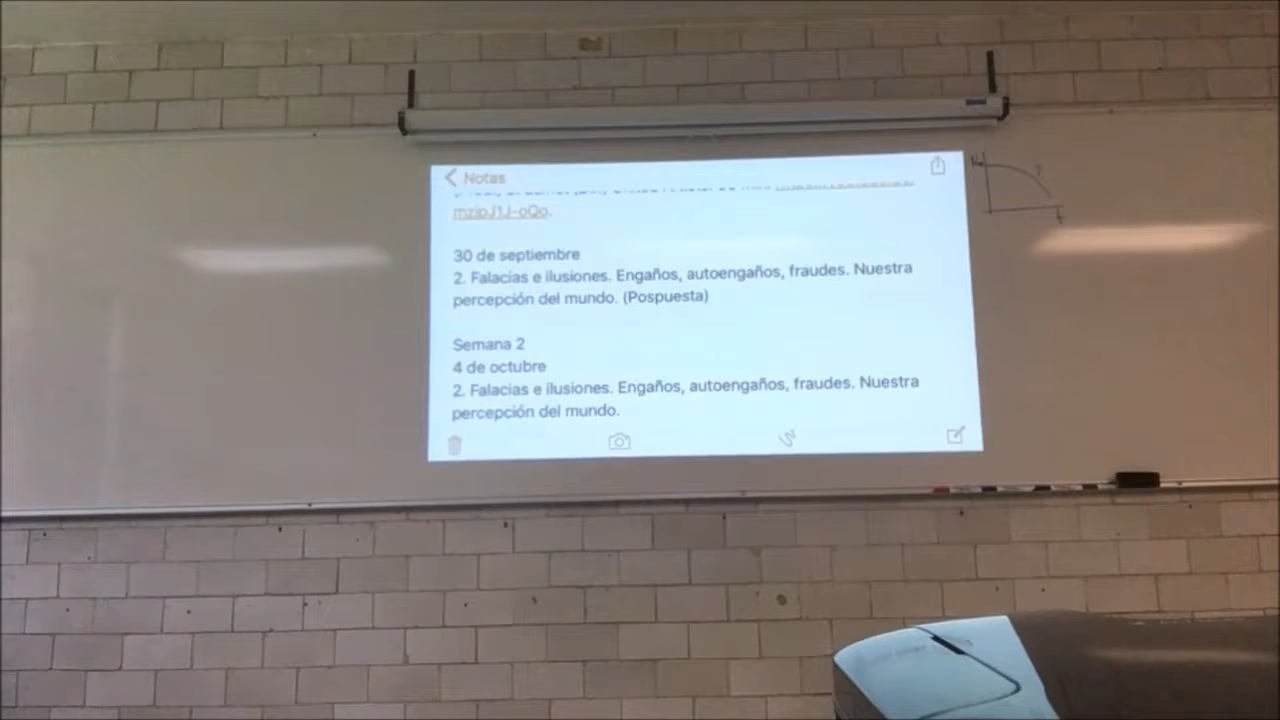 Notas
mzipJ1J-oQo.
30 de septiembre
2. Falacias e ilusiones. Engaños, autoengaños, fraudes. Nuestra
percepción del mundo. (Pospuesta)
Semana 2
4 de octubre
2. Falacias e ilusiones. Engaños, autoengaños, fraudes. Nuestra
percepción del mundo.